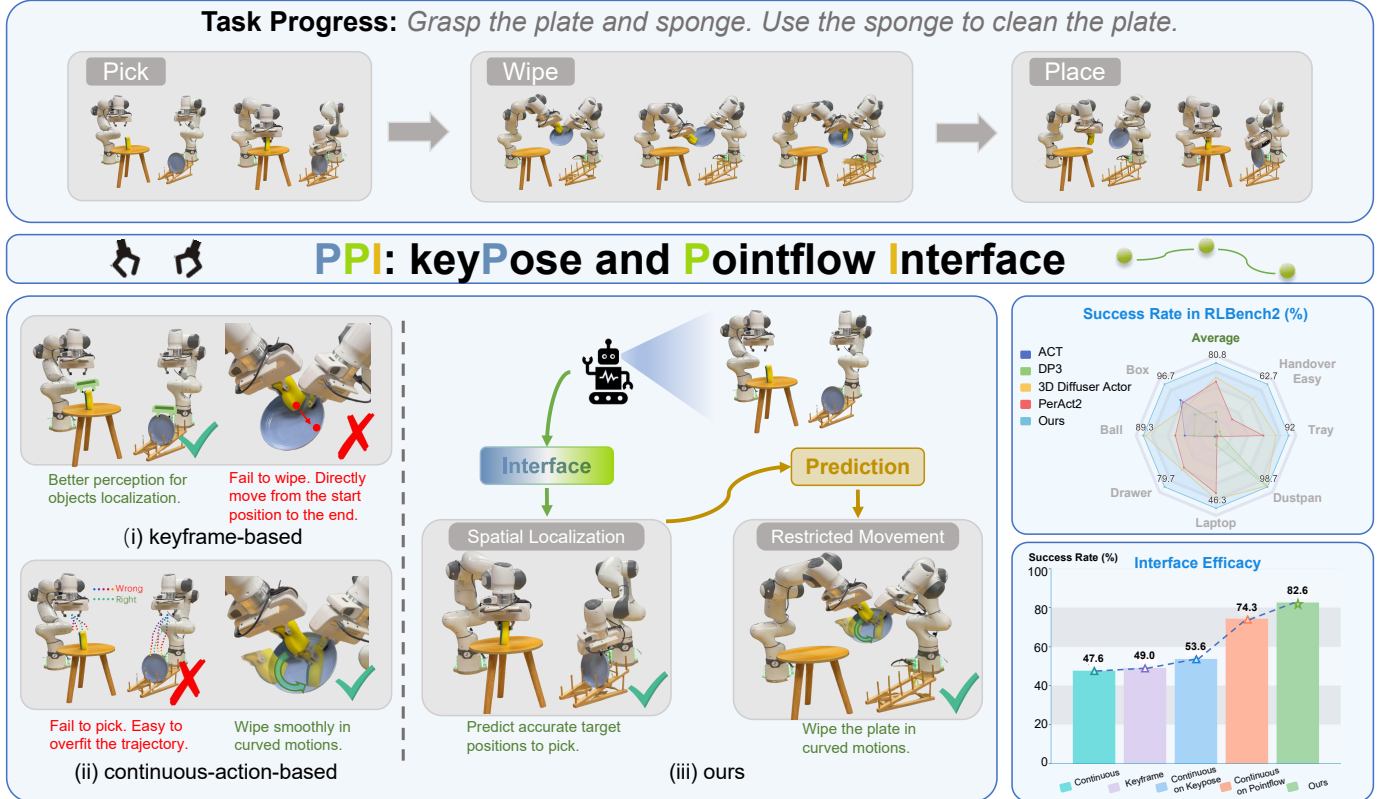 Task Progress: Grasp the plate and sponge. Use the sponge to clean the plate.
Pick
Wipe
Place
PPI: keyPose and Pointflow Interface
Better perception for
objects localization.
Fail to wipe. Directly
move from the start
position to the end.
(i) keyframe-based
Wrong
Right
Fail to pick. Easy to
overfit the trajectory.
Wipe smoothly in
curved motions.
(ii) continuous-action-based
Interface
Prediction
Spatial Localization
Restricted Movement
Predict accurate target
positions to pick.
Wipe the plate in
curved motions.
(iii) ours
Success Rate in RLBench2 (%)
ACT
DP3
3D Diffuser Actor
PerAct2
Ours
Average
80.8
Handover
Easy
62.7
Tray
92
Dustpan
98.7
Laptop
46.3
Drawer
79.7
Ball
89.3
Box
96.7
Success Rate (%)
Interface Efficacy
100
80
60
40
20
0
47.6
49.0
53.6
74.3
82.6
Continuous
Keyframe
Continuous
on Keypose
Continuous
on Pointflow
Ours